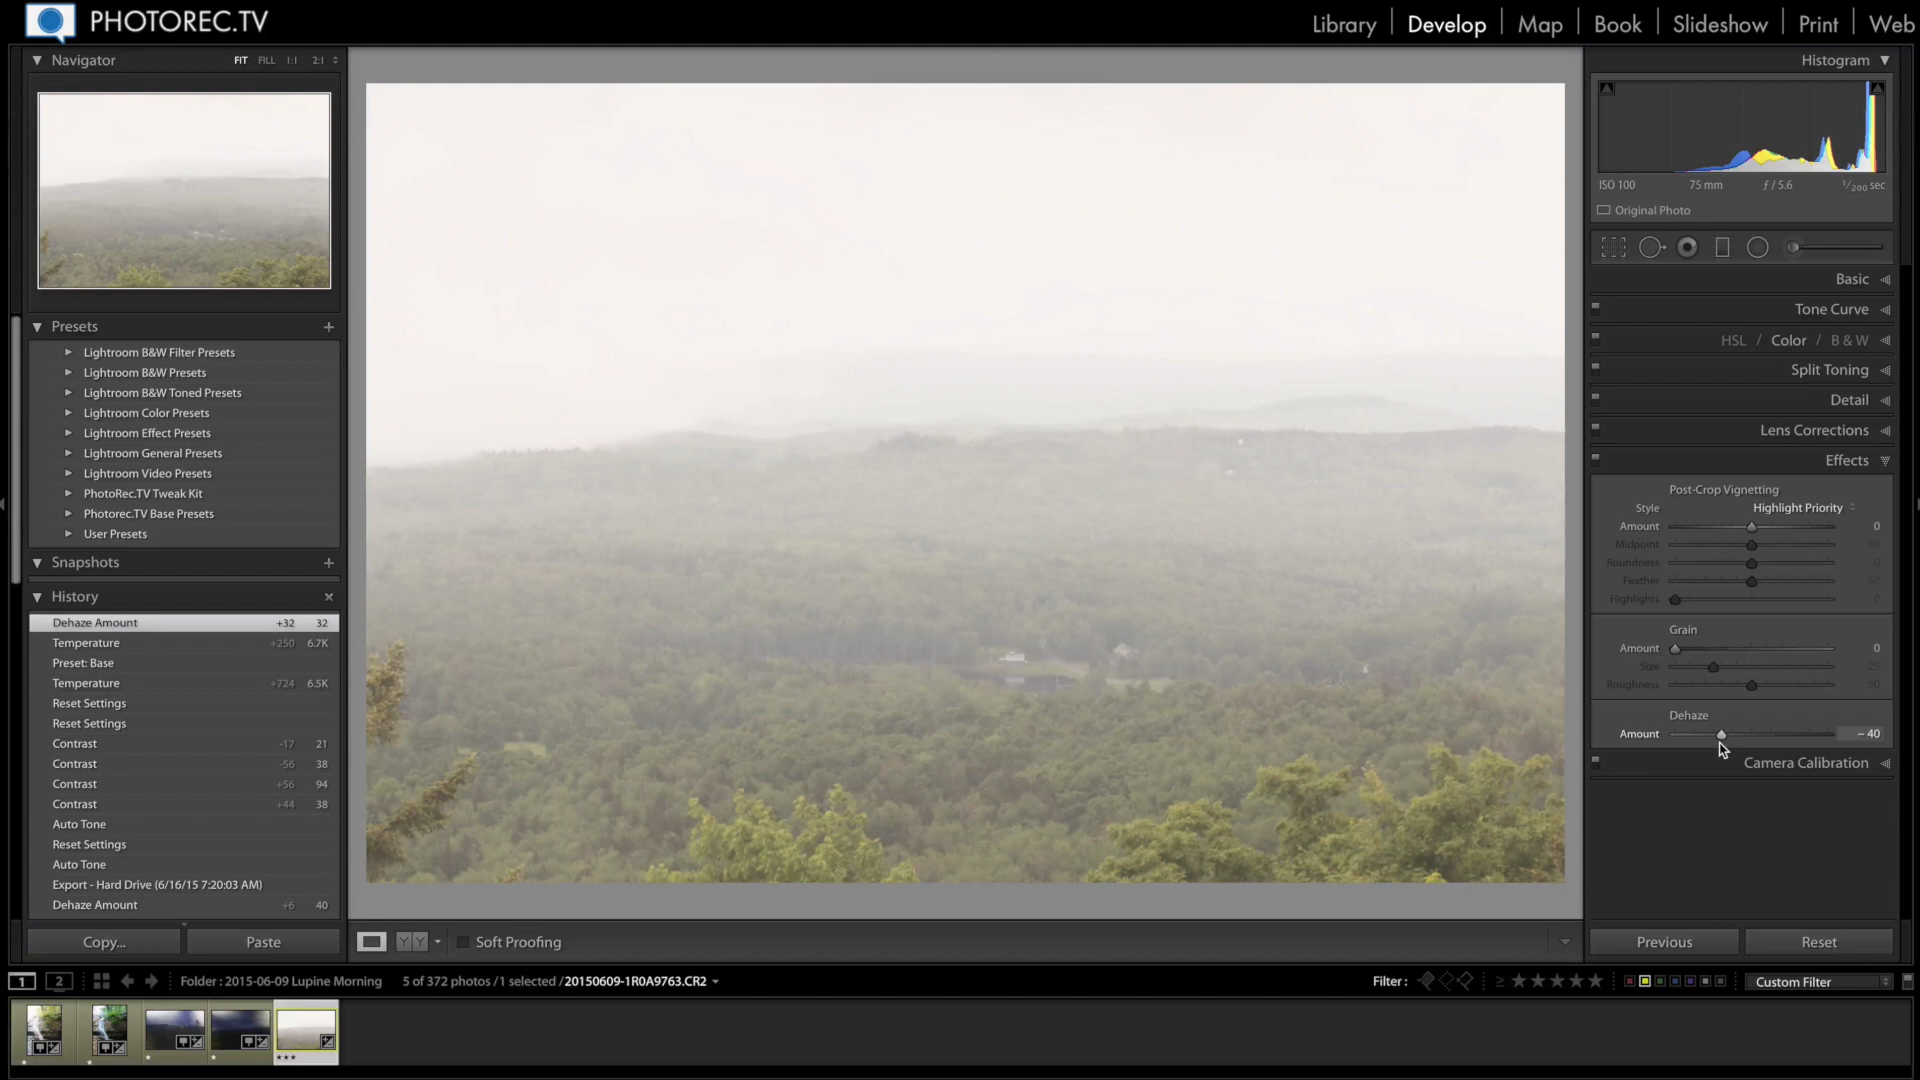 PHOTOREC.TV
Library | Develop | Map | Book | Slideshow | Print | Web
Navigator FIT FILL 1:1 2:1
Presets +
Lightroom B&W Filter Presets
Lightroom B&W Presets
Lightroom B&W Toned Presets
Lightroom Color Presets
Lightroom Effect Presets
Lightroom General Presets
Lightroom Video Presets
PhotoRec.TV Tweak Kit
Photorec.TV Base Presets
User Presets
Snapshots +
History ×
Dehaze Amount +32 32
Temperature +250 6.7K
Preset: Base
Temperature +724 6.5K
Reset Settings
Reset Settings
Contrast -17 21
Contrast -56 38
Contrast +56 94
Contrast +44 38
Auto Tone
Reset Settings
Auto Tone
Export - Hard Drive (6/16/15 7:20:03 AM)
Dehaze Amount +6 40
Copy... Paste
Soft Proofing
Histogram
ISO 100 75 mm ƒ / 5.6 1/200 sec
Original Photo
Basic
Tone Curve
HSL / Color / B & W
Split Toning
Detail
Lens Corrections
Effects
Post-Crop Vignetting
Style Highlight Priority
Amount 0
Midpoint 50
Roundness 0
Feather 50
Highlights 0
Grain
Amount 0
Size 25
Roughness 50
Dehaze
Amount – 40
Camera Calibration
Previous Reset
1 2 Folder : 2015-06-09 Lupine Morning 5 of 372 photos /1 selected /20150609-1R0A9763.CR2 Filter : ≥ ★★★★★ Custom Filter